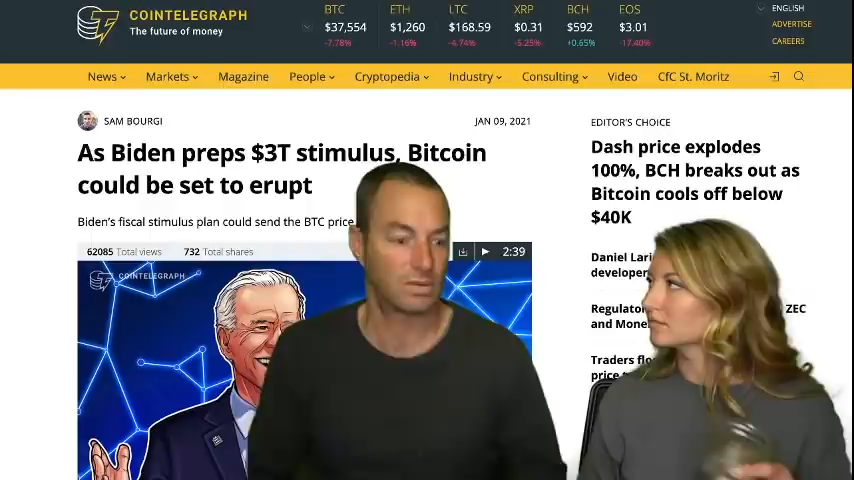 COINTELEGRAPH
The future of money
BTC ETH LTC XRP BCH EOS
$37,554 $1,260 $168.59 $0.31 $592 $3.01
-7.78% -1.16% -4.74% -5.25% +0.65% -17.40%
ENGLISH
ADVERTISE
CAREERS
News Markets Magazine People Cryptopedia Industry Consulting Video CfC St. Moritz
SAM BOURGI JAN 09, 2021
As Biden preps $3T stimulus, Bitcoin
could be set to erupt
Biden's fiscal stimulus plan could send the BTC price
62085 Total views 732 Total shares 2:39
COINTELEGRAPH
EDITOR'S CHOICE
Dash price explodes
100%, BCH breaks out as
Bitcoin cools off below
$40K
Daniel
develope
Regulato ZEC
and Mone
Traders
price